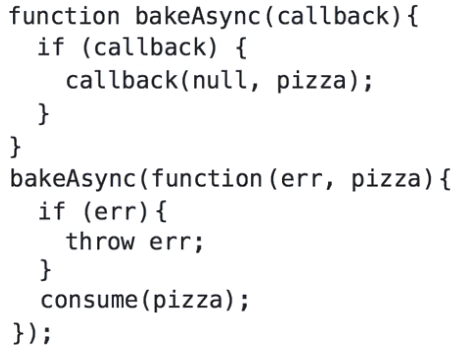 function bakeAsync(callback){
  if (callback) {
    callback(null, pizza);
  }
}
bakeAsync(function(err, pizza){
  if (err){
    throw err;
  }
  consume(pizza);
});